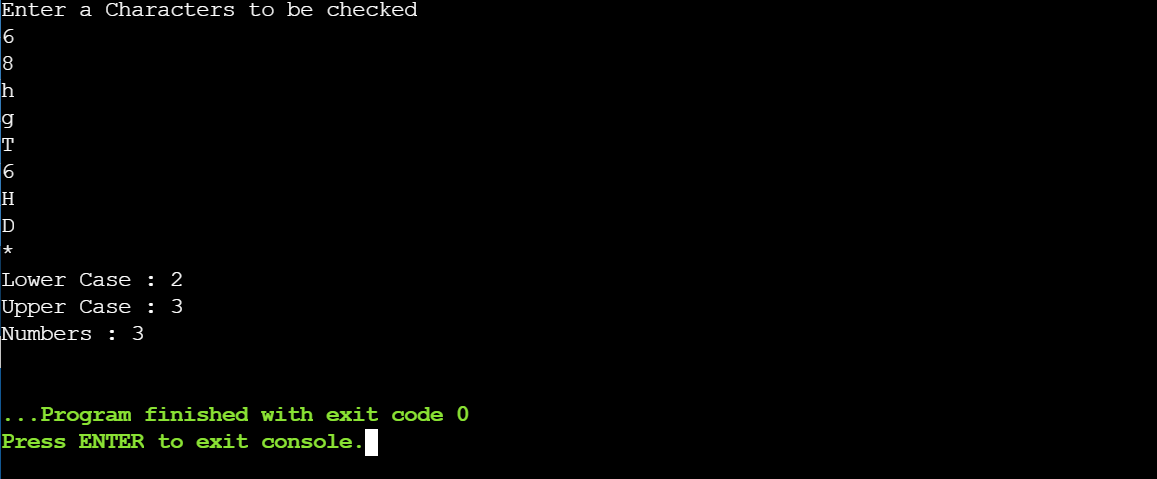 Enter a Characters to be checked
6
8
h
g
T
6
H
D
*
Lower Case : 2
Upper Case : 3
Numbers : 3
...Program finished with exit code 0
Press ENTER to exit console.